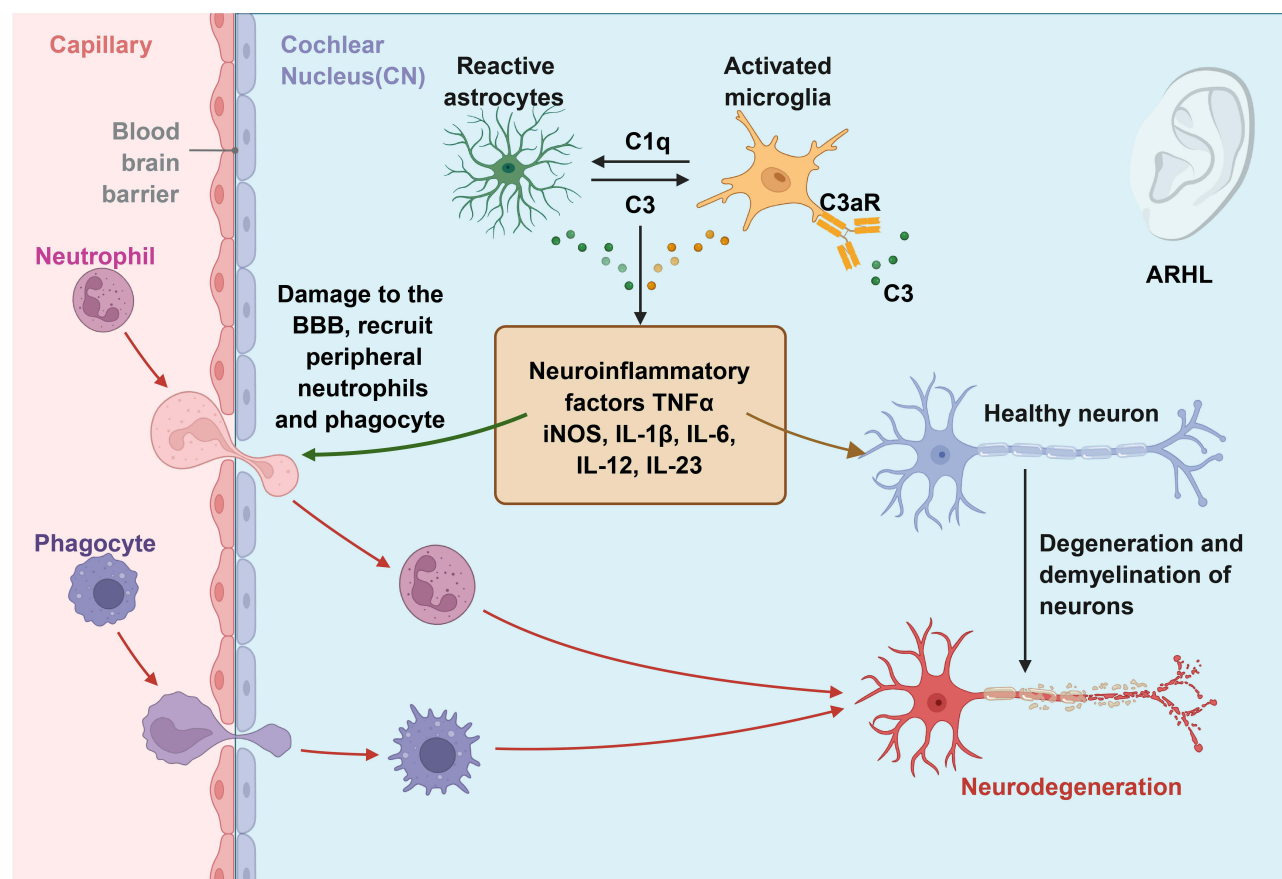 Capillary
Cochlear
Nucleus(CN)
Blood
brain
barrier
Reactive
astrocytes
Activated
microglia
C1q
C3
C3aR
C3
ARHL
Neutrophil
Damage to the
BBB, recruit
peripheral
neutrophils
and phagocyte
Neuroinflammatory
factors TNFα
iNOS, IL-1β, IL-6,
IL-12, IL-23
Healthy neuron
Phagocyte
Degeneration and
demyelination of
neurons
Neurodegeneration